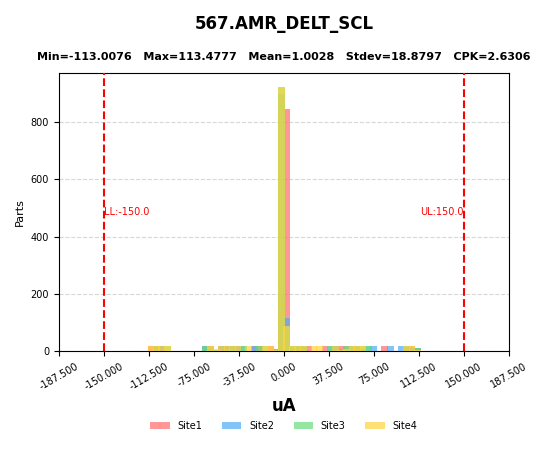 567.AMR_DELT_SCL
Min=-113.0076 Max=113.4777 Mean=1.0028 Stdev=18.8797 CPK=2.6306
Parts
800
600
400
200
0
LL:-150.0
UL:150.0
-187.500 -150.000 -112.500 -75.000 -37.500 0.000 37.500 75.000 112.500 150.000 187.500
uA
Site1 Site2 Site3 Site4